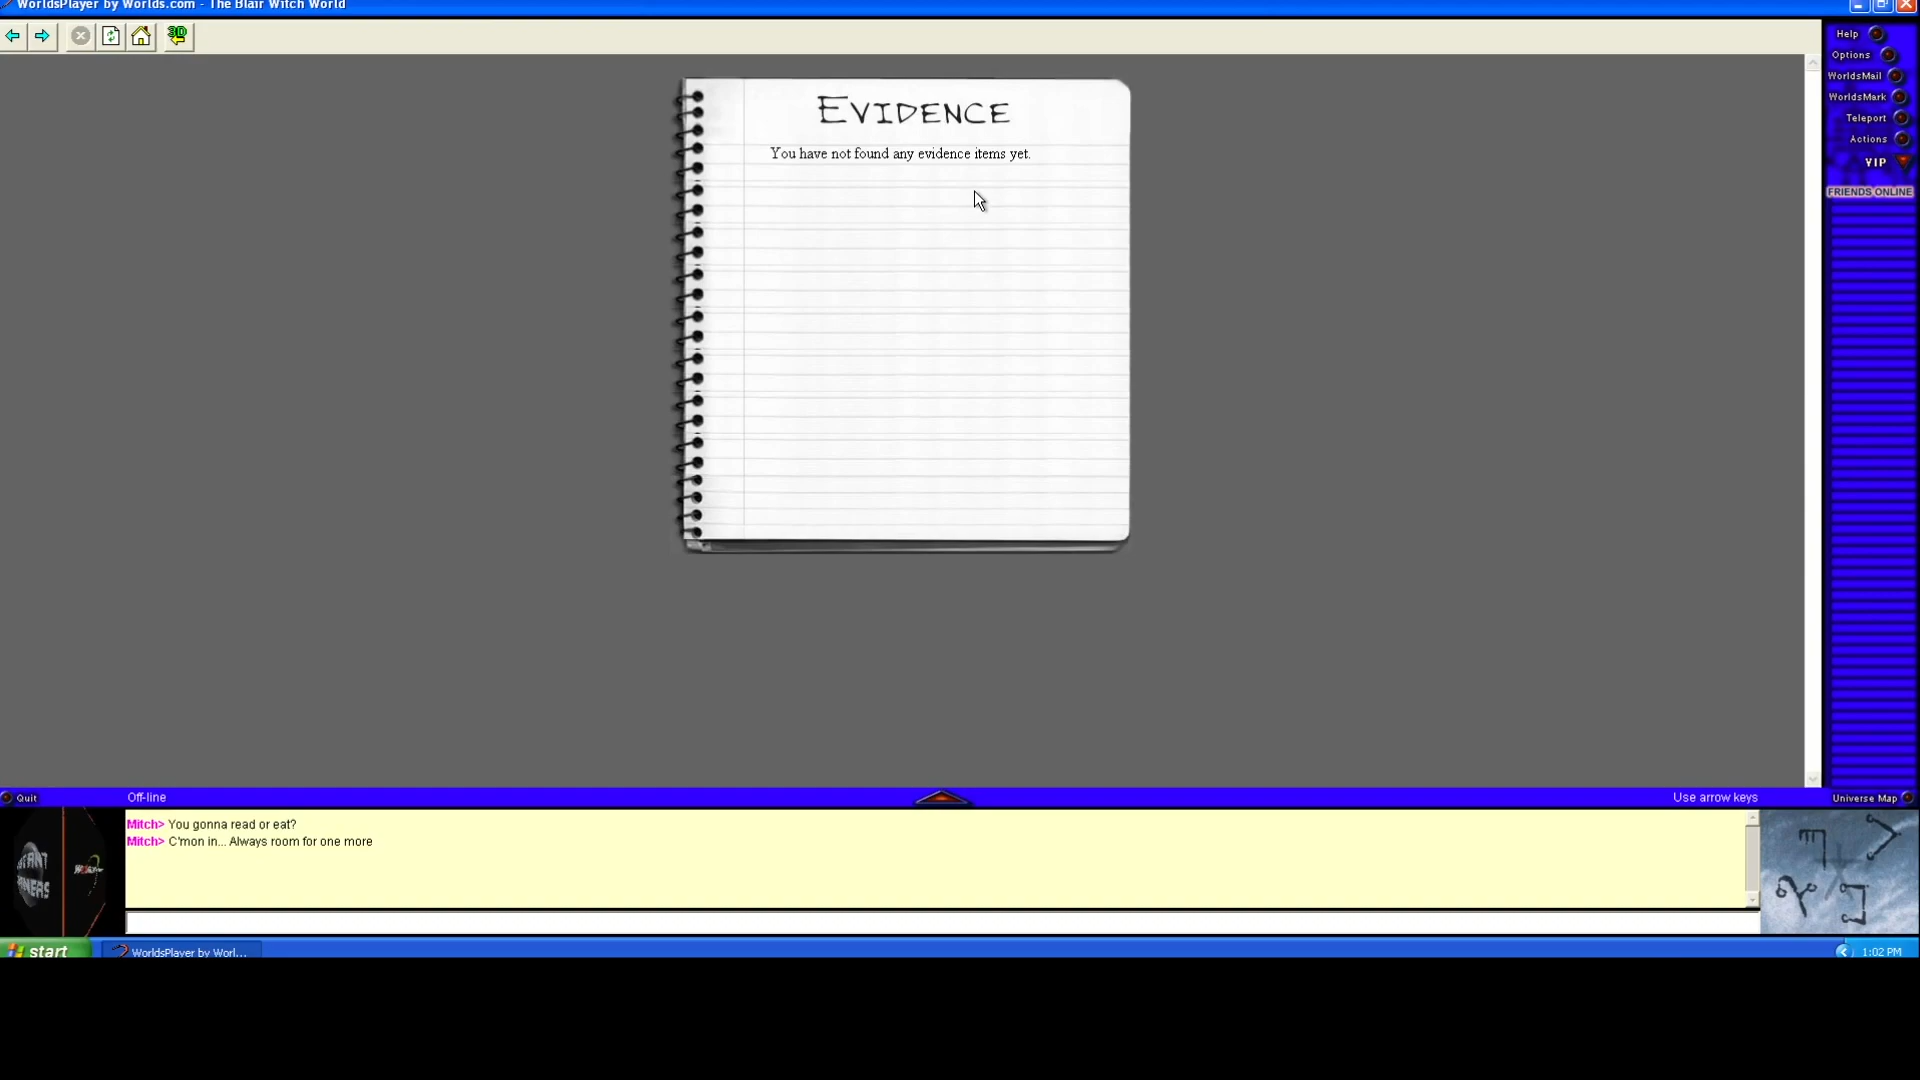 WorldsPlayer by Worlds.com - The Blair Witch World
3D
Help
Options
WorldsMail
WorldsMark
Teleport
Actions
VIP
FRIENDS ONLINE
EVIDENCE
You have not found any evidence items yet.
Quit
Off-line
Use arrow keys
Universe Map
Mitch> You gonna read or eat?
Mitch> C'mon in... Always room for one more
start
WorldsPlayer by Worl...
1:02 PM